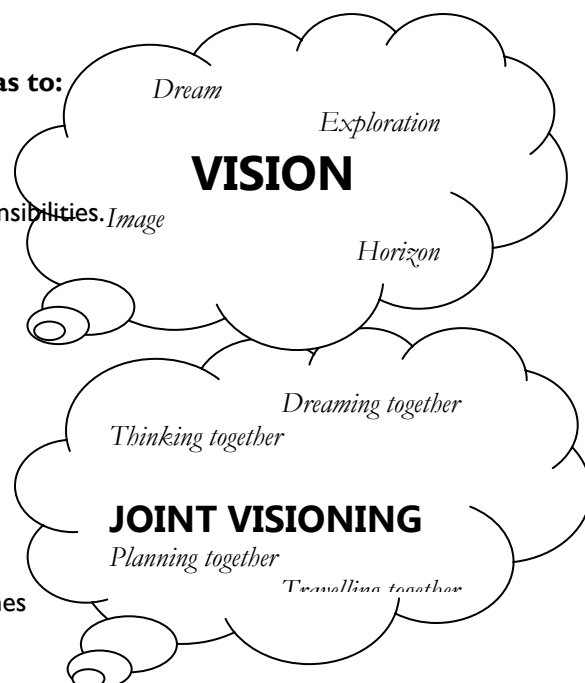 as to:
Dream
Exploration
VISION
nsibilities.
Image
Horizon
Dreaming together
Thinking together
JOINT VISIONING
Planning together
Travelling together
nes